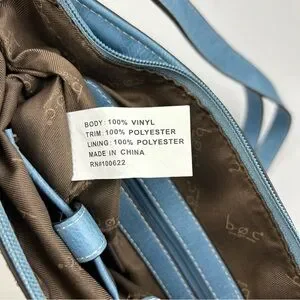 BODY: 100% VINYL
TRIM: 100% POLYESTER
LINING: 100% POLYESTER
MADE IN CHINA
RN#100622